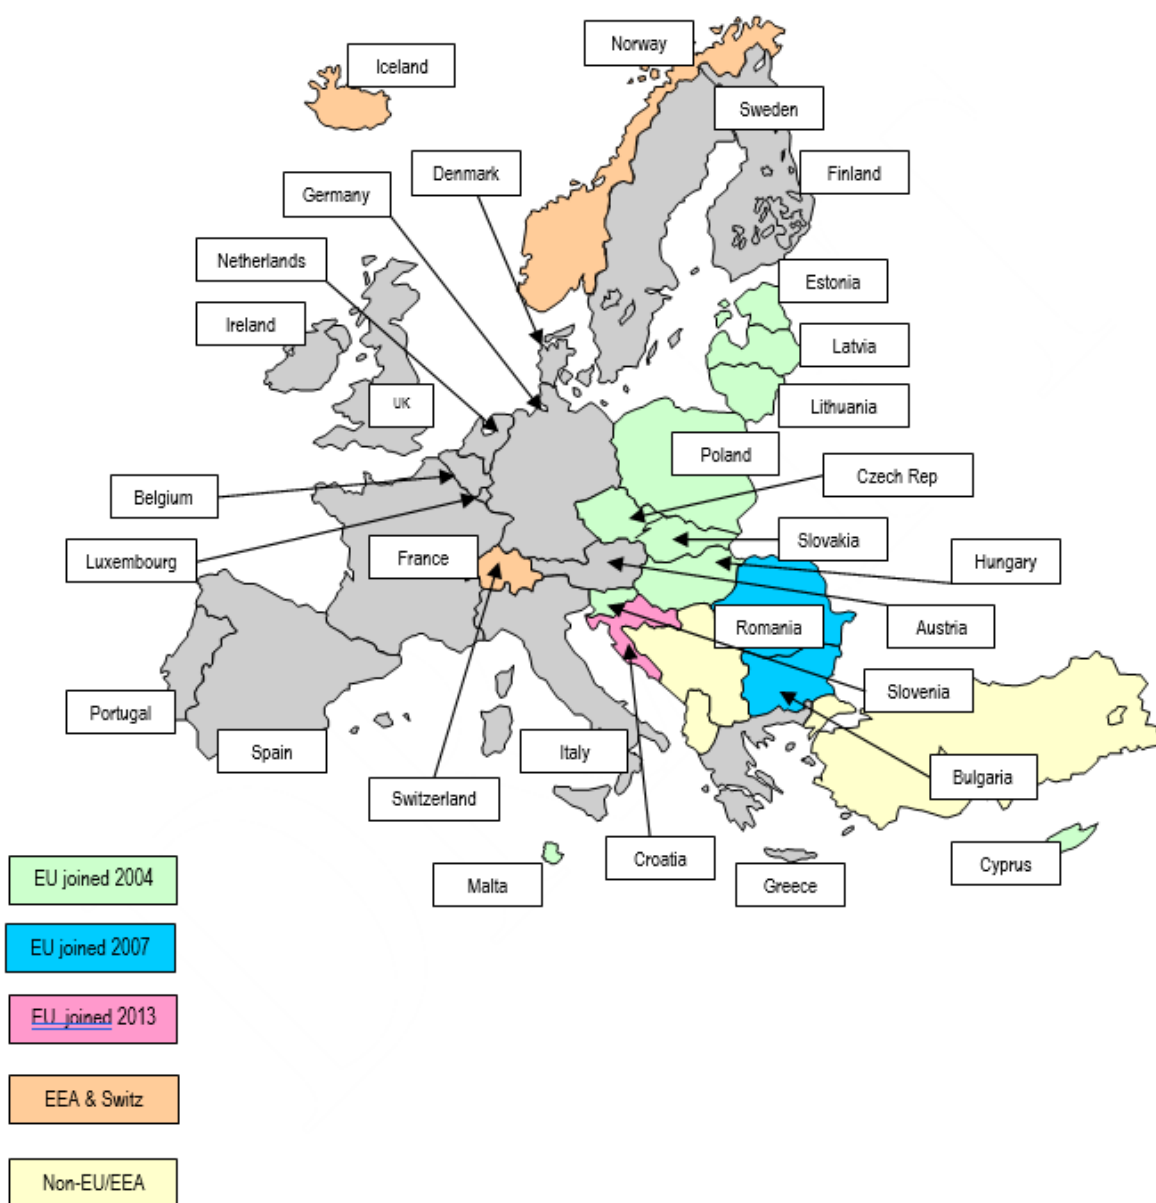 Norway
Iceland
Sweden
Denmark
Finland
Germany
Netherlands
Estonia
Ireland
Latvia
UK
Lithuania
Poland
Czech Rep
Belgium
Slovakia
Luxembourg
France
Hungary
Romania
Austria
Slovenia
Portugal
Spain
Italy
Bulgaria
Switzerland
Croatia
Cyprus
Malta
Greece
EU joined 2004
EU joined 2007
EU joined 2013
EEA & Switz
Non-EU/EEA